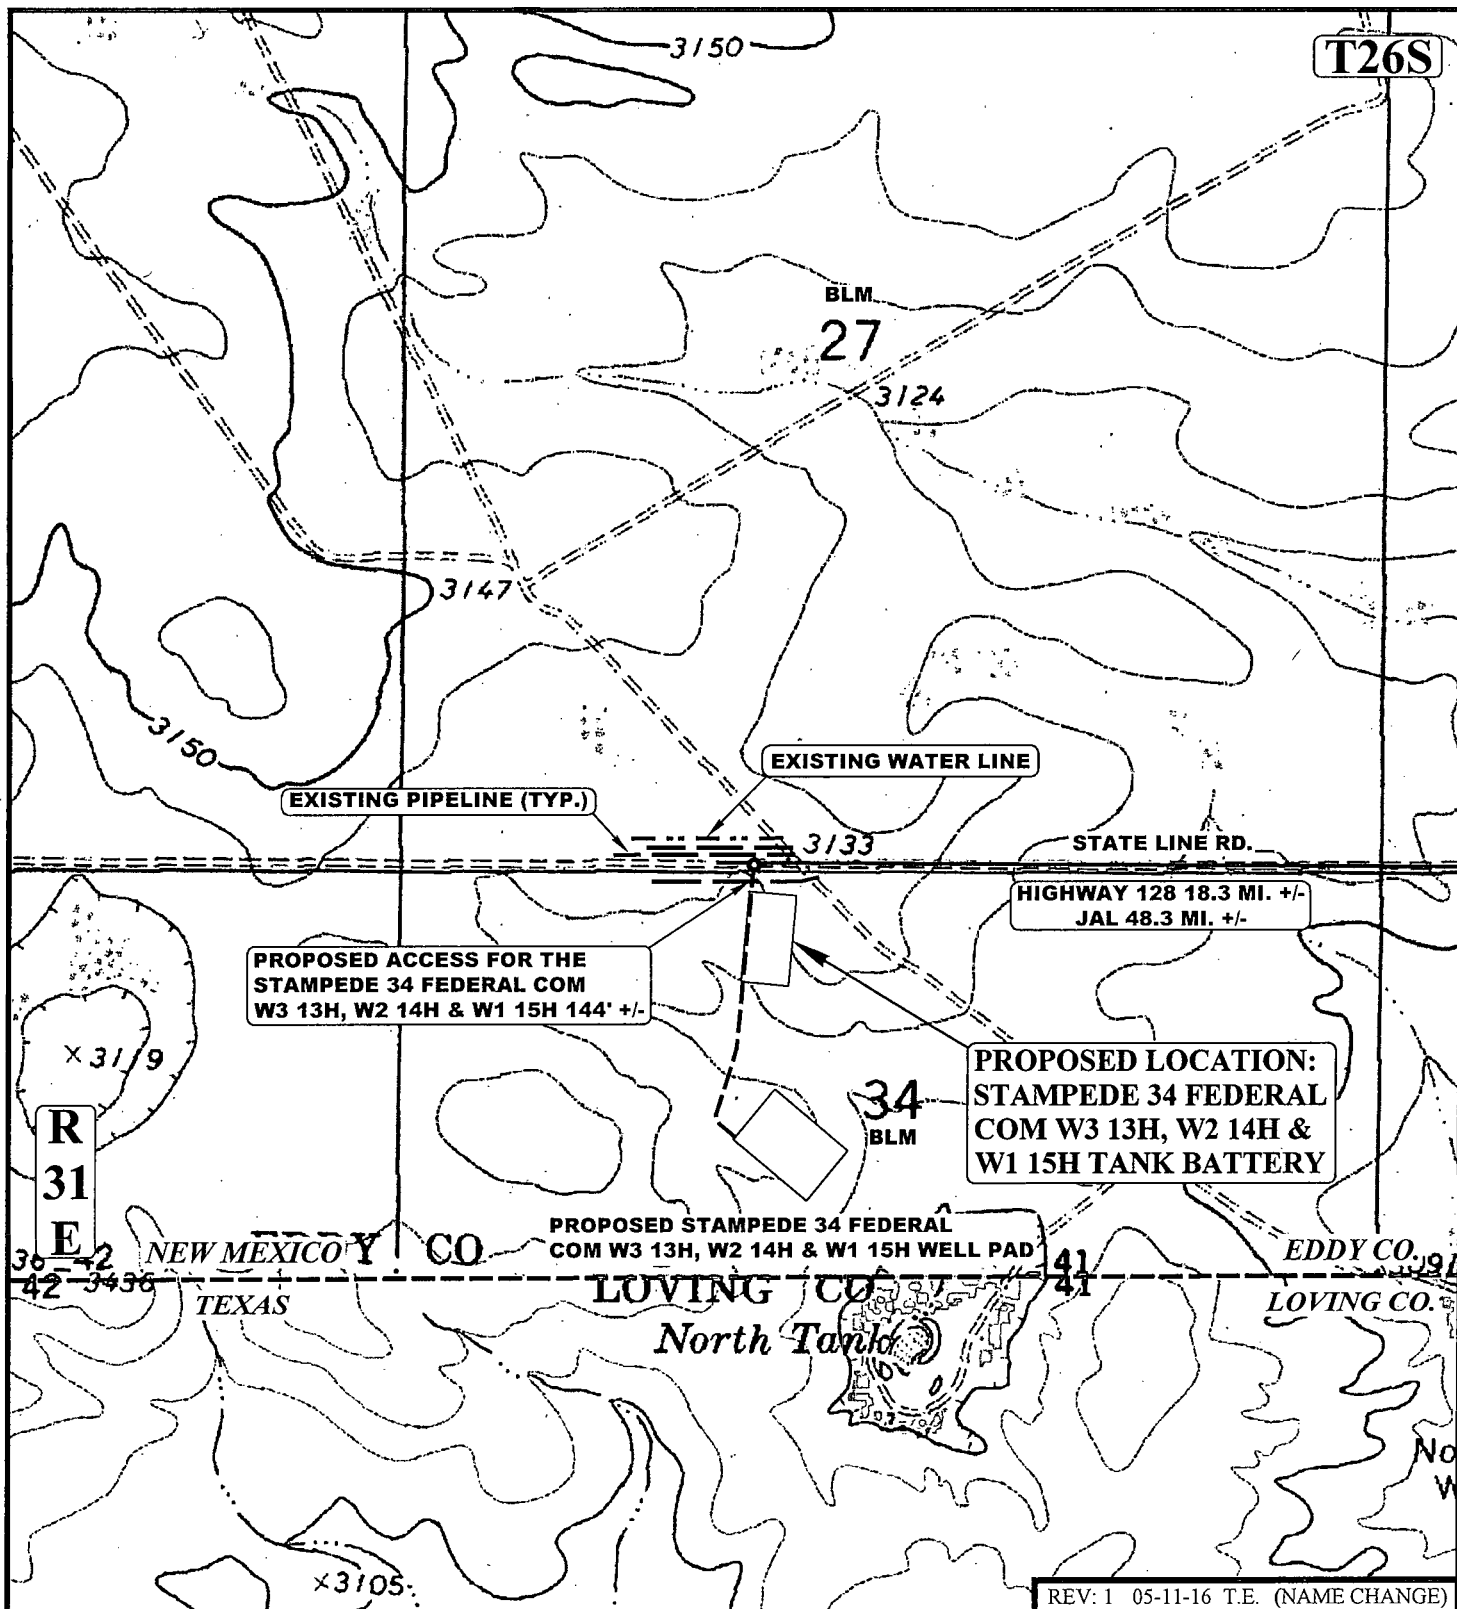 3150
T26S
BLM
27
3124
3147
3150
EXISTING WATER LINE
EXISTING PIPELINE (TYP.)
3133
STATE LINE RD.
HIGHWAY 128 18.3 MI. +/-
JAL 48.3 MI. +/-
PROPOSED ACCESS FOR THE
STAMPEDE 34 FEDERAL COM
W3 13H, W2 14H & W1 15H 144' +/-
3119
PROPOSED LOCATION:
STAMPEDE 34 FEDERAL
COM W3 13H, W2 14H &
W1 15H TANK BATTERY
34
BLM
R
31
E
PROPOSED STAMPEDE 34 FEDERAL
COM W3 13H, W2 14H & W1 15H WELL PAD
NEW MEXICO Y CO
41
EDDY CO.
42 3436
41
TEXAS
LOVING CO
LOVING CO.
North Tank
No
W
×3105
REV: 1 05-11-16 T.E. (NAME CHANGE)